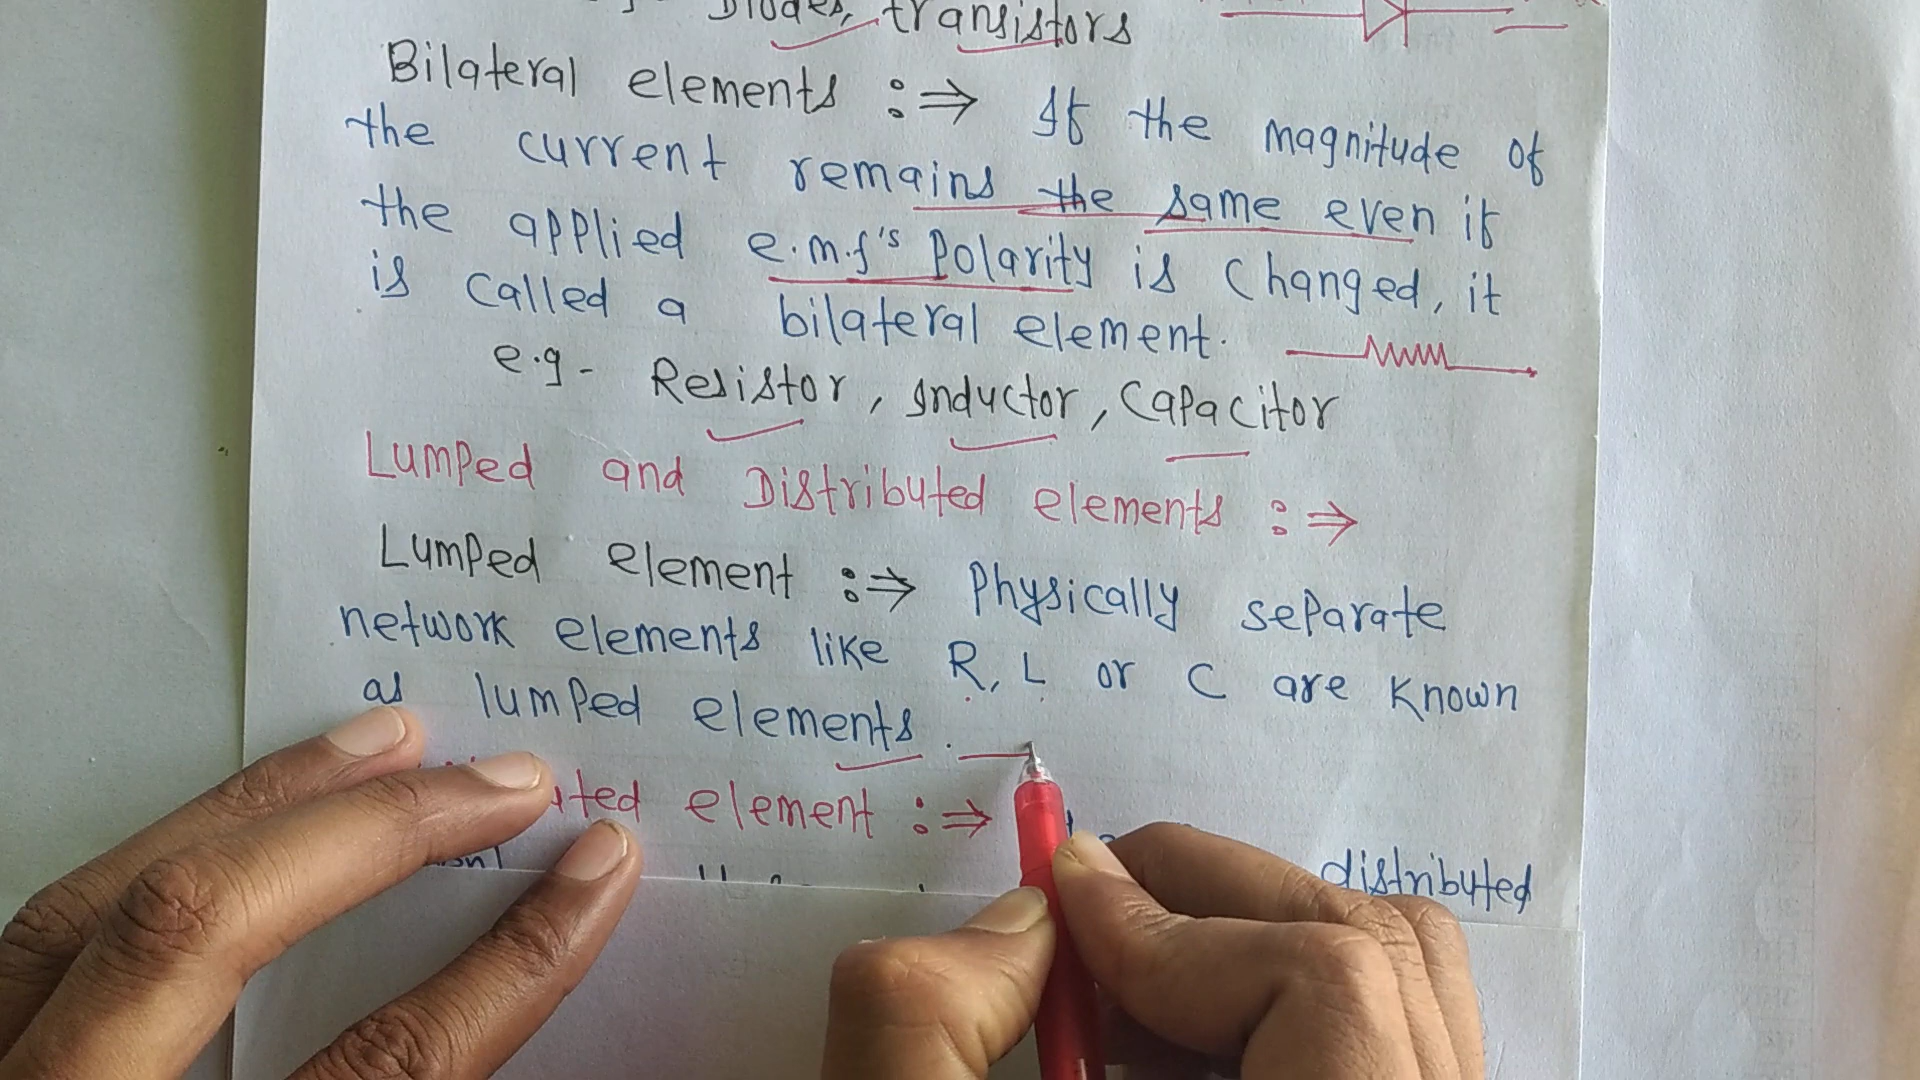 Diodes, transistors
Bilateral elements :⇒ If the magnitude of
the current remains the same even if
the applied e.m.f's polarity is changed, it
is called a bilateral element.
e.g- Resistor, Inductor, Capacitor
Lumped and Distributed elements :⇒
Lumped element :⇒ Physically separate
network elements like R, L or C are known
as lumped elements.
element :⇒
distributed